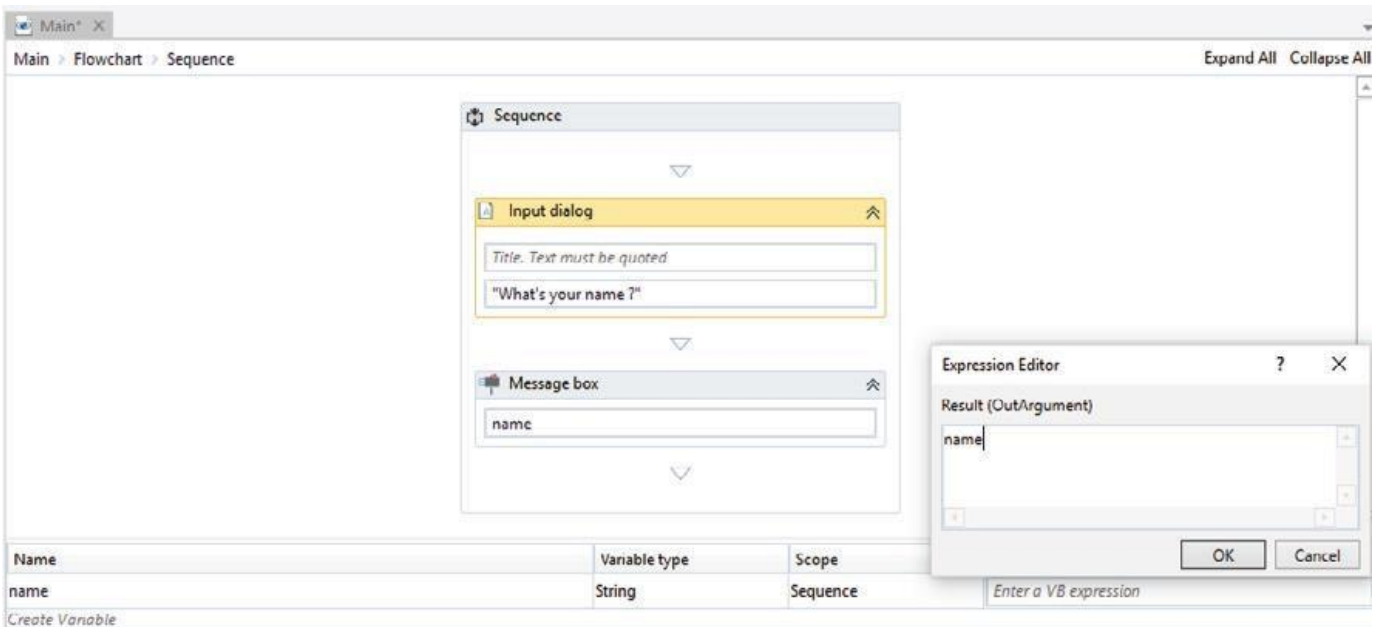 Main* X
Main > Flowchart > Sequence Expand All Collapse All
Sequence
Input dialog
Title. Text must be quoted
"What's your name ?"
Message box
name
Expression Editor ? X
Result (OutArgument)
name
OK Cancel
Name Variable type Scope
name String Sequence Enter a VB expression
Create Variable